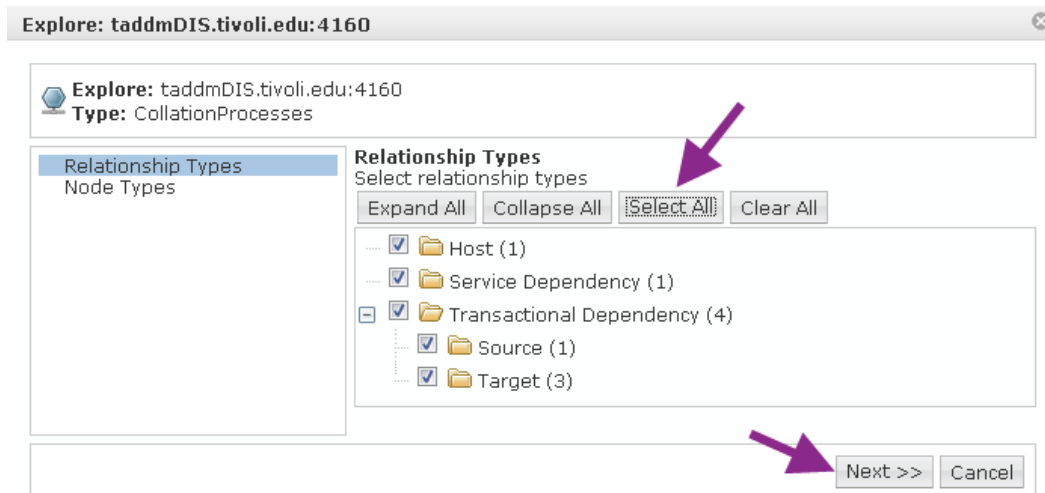 Explore: taddmDIS.tivoli.edu:4160
Explore: taddmDIS.tivoli.edu:4160
Type: CollationProcesses
Relationship Types
Node Types
Relationship Types
Select relationship types
Expand All Collapse All Select All Clear All
Host (1)
Service Dependency (1)
Transactional Dependency (4)
Source (1)
Target (3)
Next >> Cancel